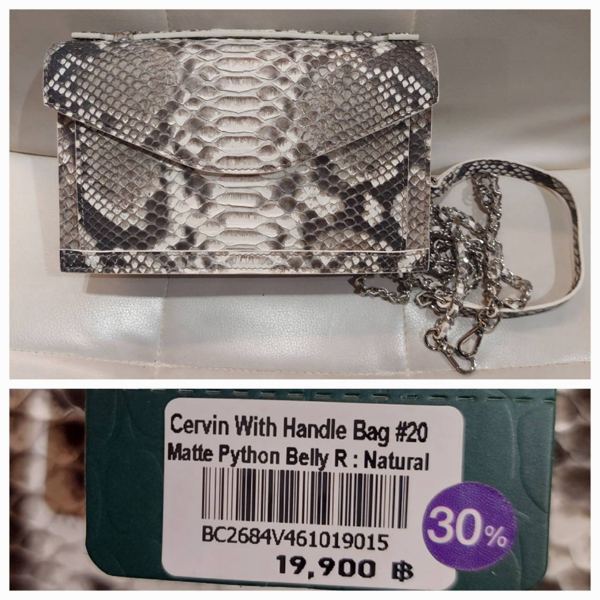 Cervin With Handle Bag #20
Matte Python Belly R : Natural
BC2684V461019015
19,900 ฿
30%